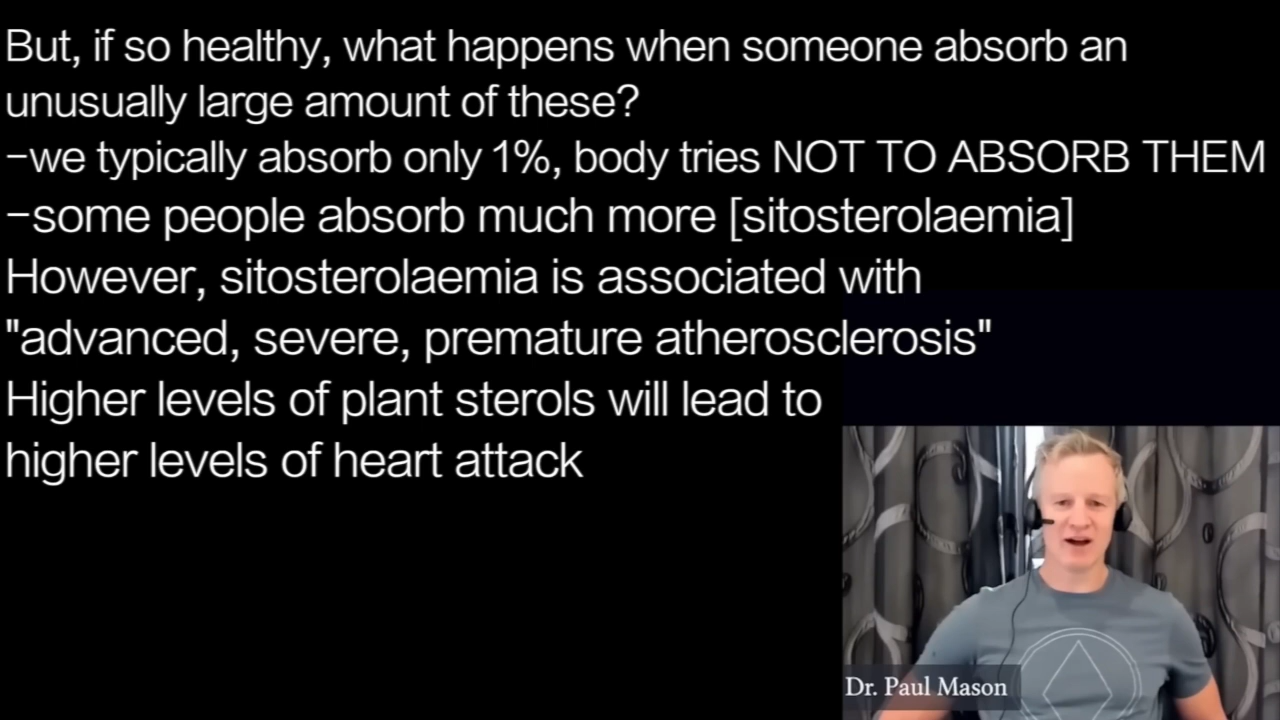 But, if so healthy, what happens when someone absorb an
unusually large amount of these?
−we typically absorb only 1%, body tries NOT TO ABSORB THEM
−some people absorb much more [sitosterolaemia]
However, sitosterolaemia is associated with
"advanced, severe, premature atherosclerosis"
Higher levels of plant sterols will lead to
higher levels of heart attack
Dr. Paul Mason